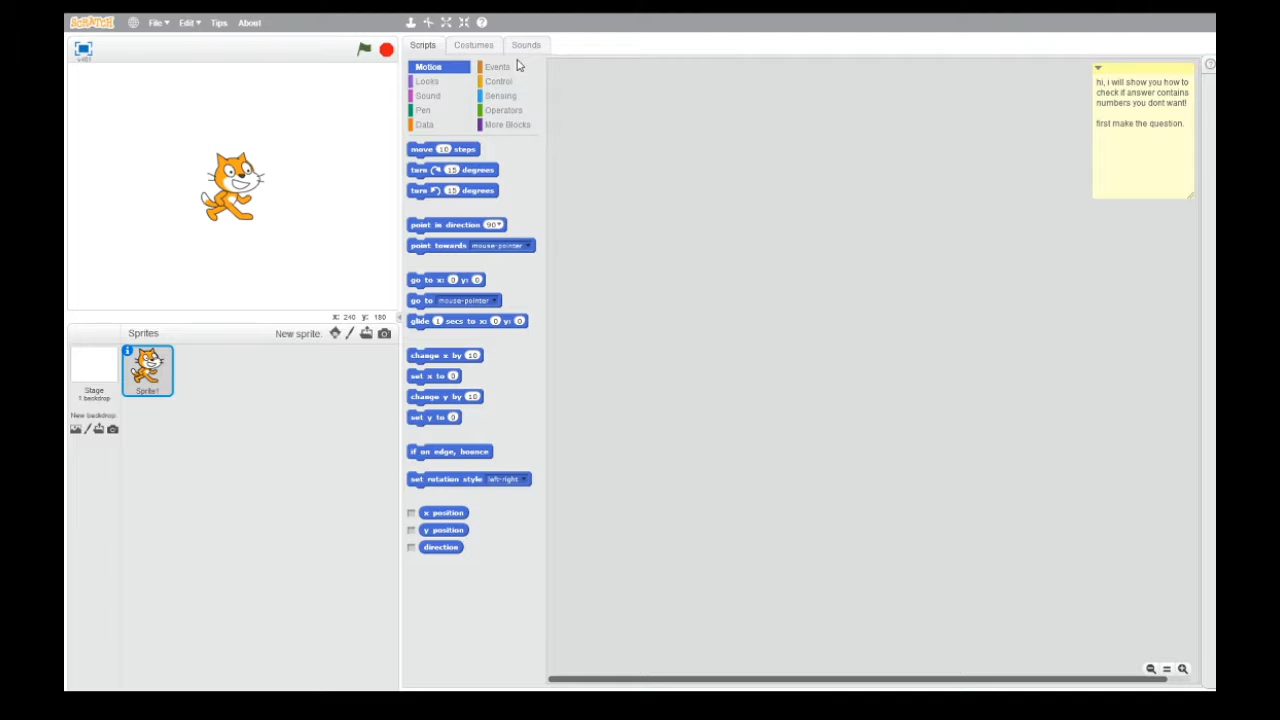 SCRATCH File Edit Tips About
v461
Scripts Costumes Sounds
Motion Events
Looks Control
Sound Sensing
Pen Operators
Data More Blocks
move 10 steps
turn 15 degrees
turn 15 degrees
point in direction 90
point towards mouse-pointer
go to x: 0 y: 0
go to mouse-pointer
glide 1 secs to x: 0 y: 0
change x by 10
set x to 0
change y by 10
set y to 0
if on edge, bounce
set rotation style left-right
x position
y position
direction
X: 240 y: 180
Sprites New sprite:
Stage
1 backdrop
New backdrop:
Sprite1
hi, i will show you how to
check if answer contains
numbers you dont want!
first make the question.